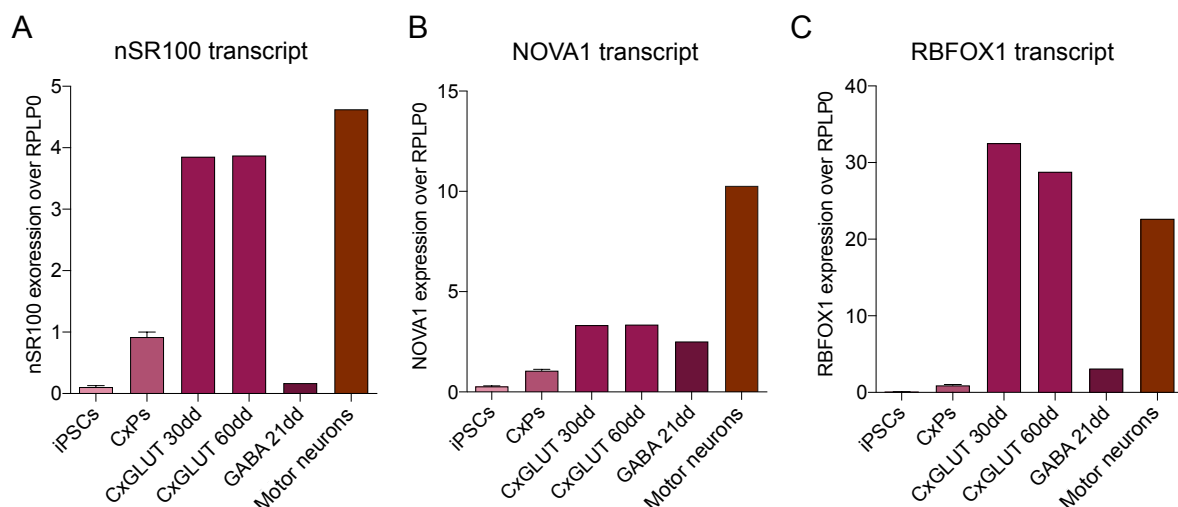 A
nSR100 transcript
nSR100 exoression over RPLP0
5
4
3
2
1
0
iPSCs
CxPs
CxGLUT 30dd
CxGLUT 60dd
GABA 21dd
Motor neurons
B
NOVA1 transcript
NOVA1 expression over RPLP0
15
10
5
0
iPSCs
CxPs
CxGLUT 30dd
CxGLUT 60dd
GABA 21dd
Motor neurons
C
RBFOX1 transcript
RBFOX1 expression over RPLP0
40
30
20
10
0
iPSCs
CxPs
CxGLUT 30dd
CxGLUT 60dd
GABA 21dd
Motor neurons